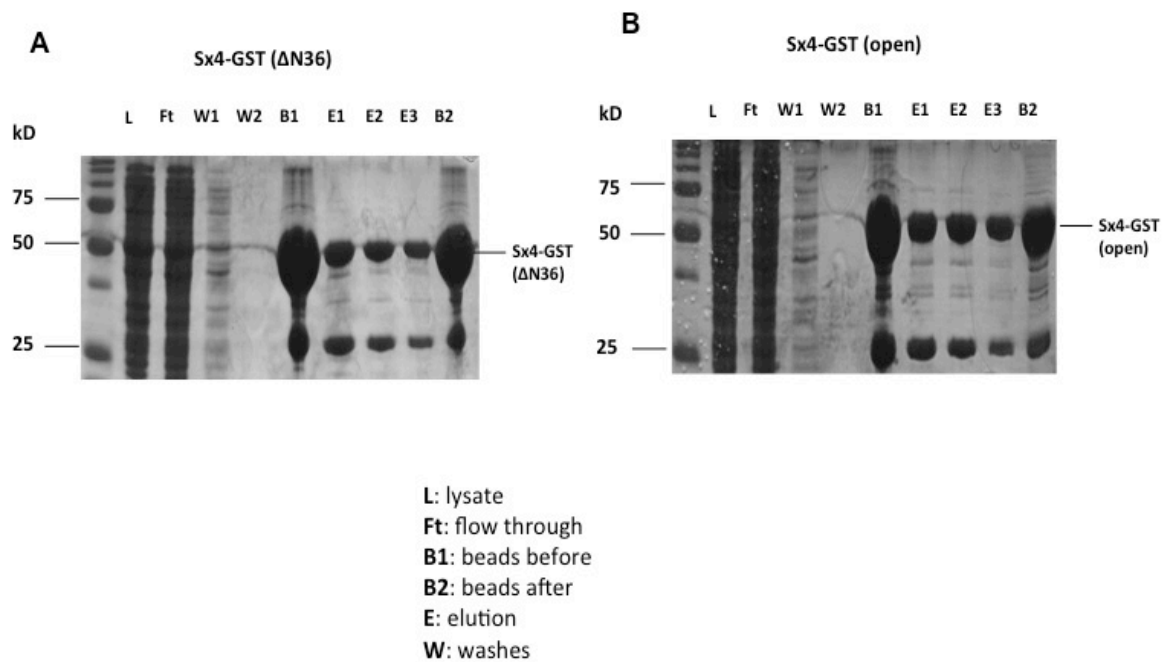 A
Sx4-GST (ΔN36)
kD L Ft W1 W2 B1 E1 E2 E3 B2
75
50
25
Sx4-GST
(ΔN36)
B
Sx4-GST (open)
kD L Ft W1 W2 B1 E1 E2 E3 B2
75
50
25
Sx4-GST
(open)
L: lysate
Ft: flow through
B1: beads before
B2: beads after
E: elution
W: washes